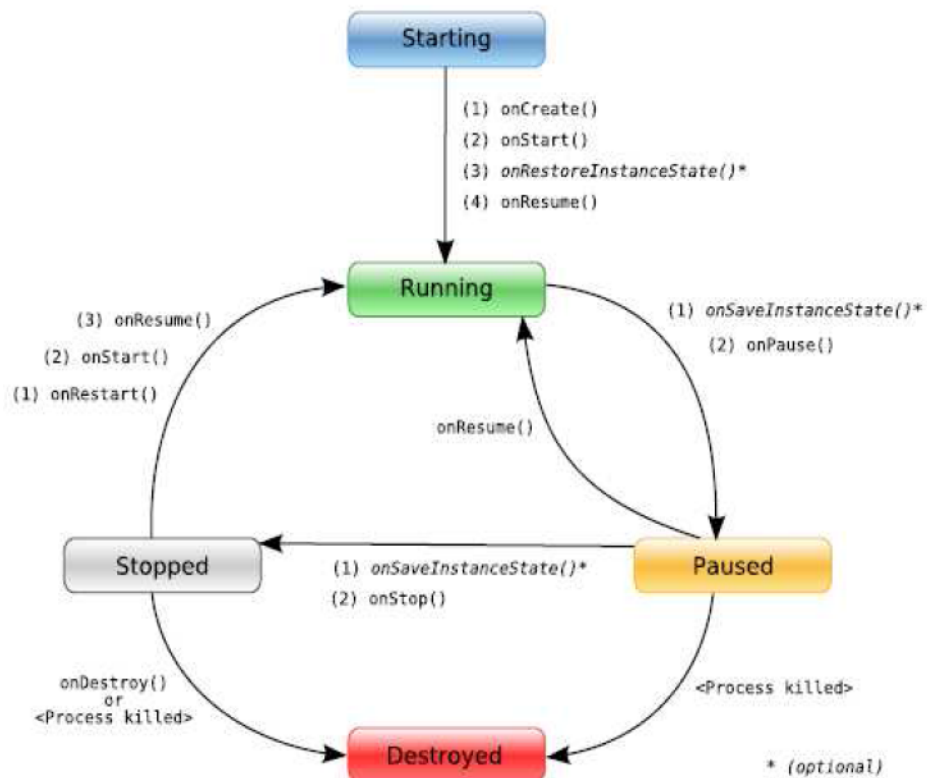 Starting
(1) onCreate()
(2) onStart()
(3) onRestoreInstanceState()*
(4) onResume()
Running
(3) onResume()
(2) onStart()
(1) onRestart()
(1) onSaveInstanceState()*
(2) onPause()
onResume()
Stopped
(1) onSaveInstanceState()*
(2) onStop()
Paused
onDestroy()
or
<Process killed>
<Process killed>
Destroyed
* (optional)